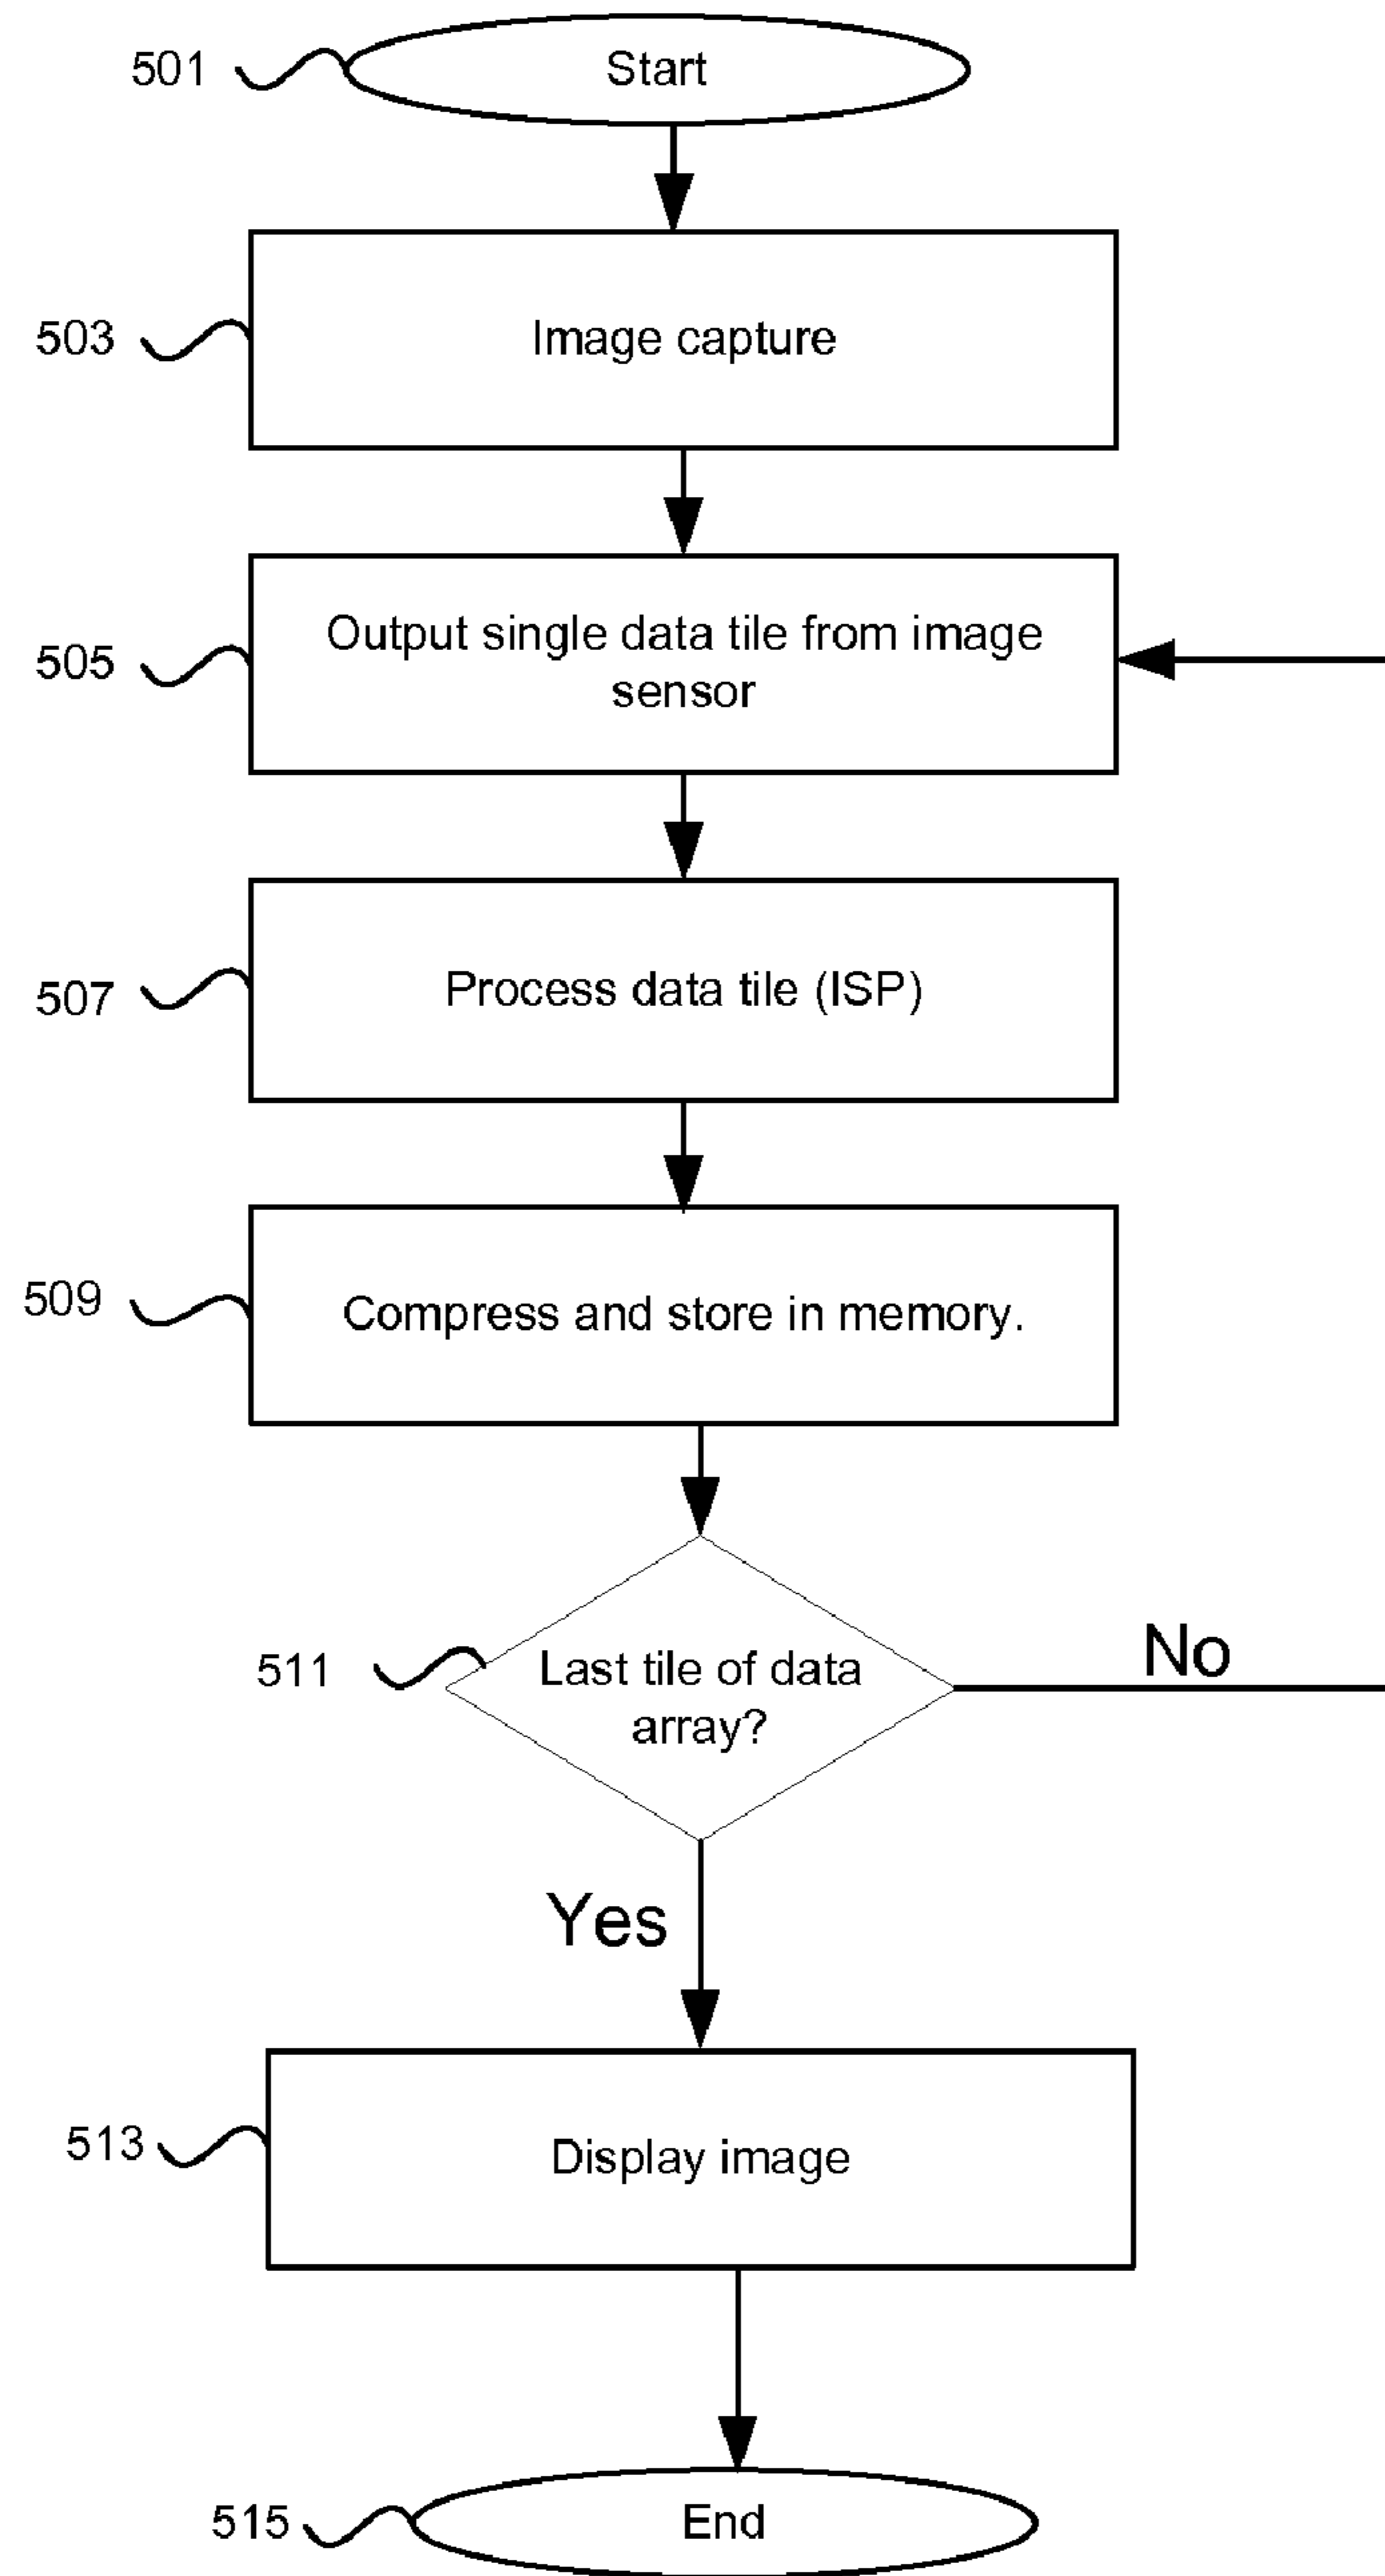 501
Start
503
Image capture
505
Output single data tile from image
sensor
507
Process data tile (ISP)
509
Compress and store in memory.
511
Last tile of data
array?
No
Yes
513
Display image
515
End